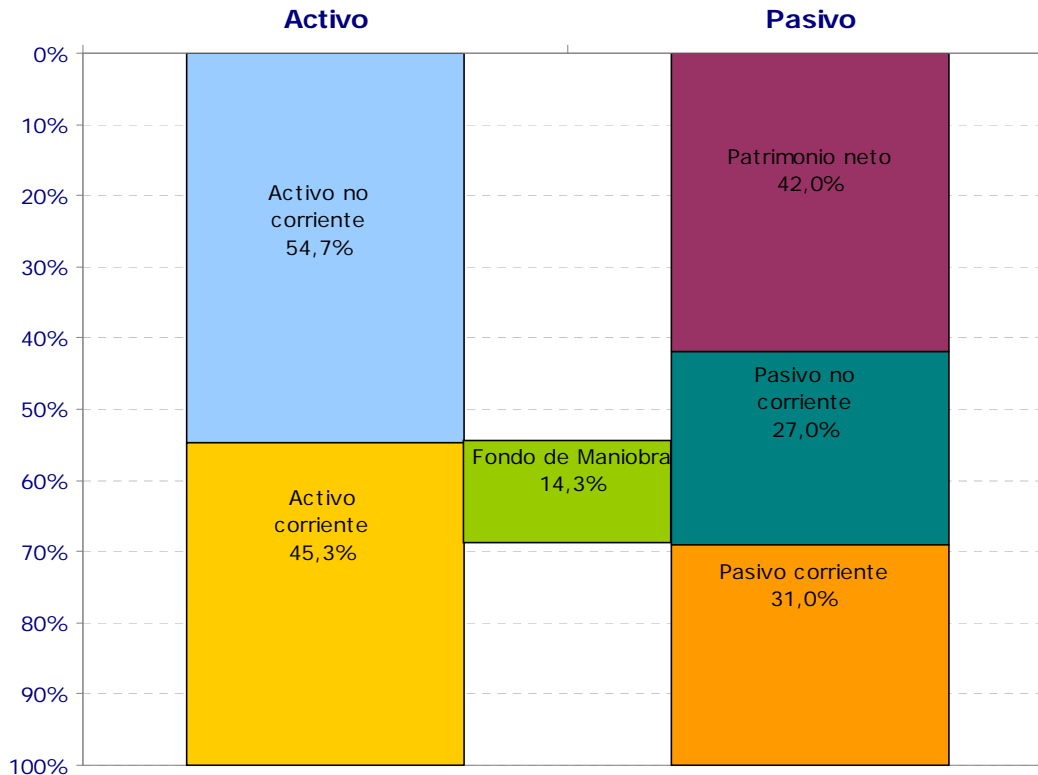 Activo
Pasivo
0%
10%
20%
30%
40%
50%
60%
70%
80%
90%
100%
Activo no
corriente
54,7%
Activo
corriente
45,3%
Fondo de Maniobra
14,3%
Patrimonio neto
42,0%
Pasivo no
corriente
27,0%
Pasivo corriente
31,0%